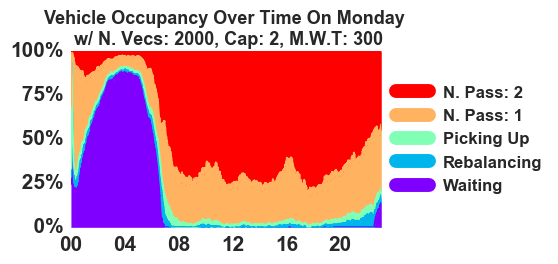 Vehicle Occupancy Over Time On Monday
w/ N. Vecs: 2000, Cap: 2, M.W.T: 300
100%
75%
50%
25%
0%
00 04 08 12 16 20
N. Pass: 2
N. Pass: 1
Picking Up
Rebalancing
Waiting